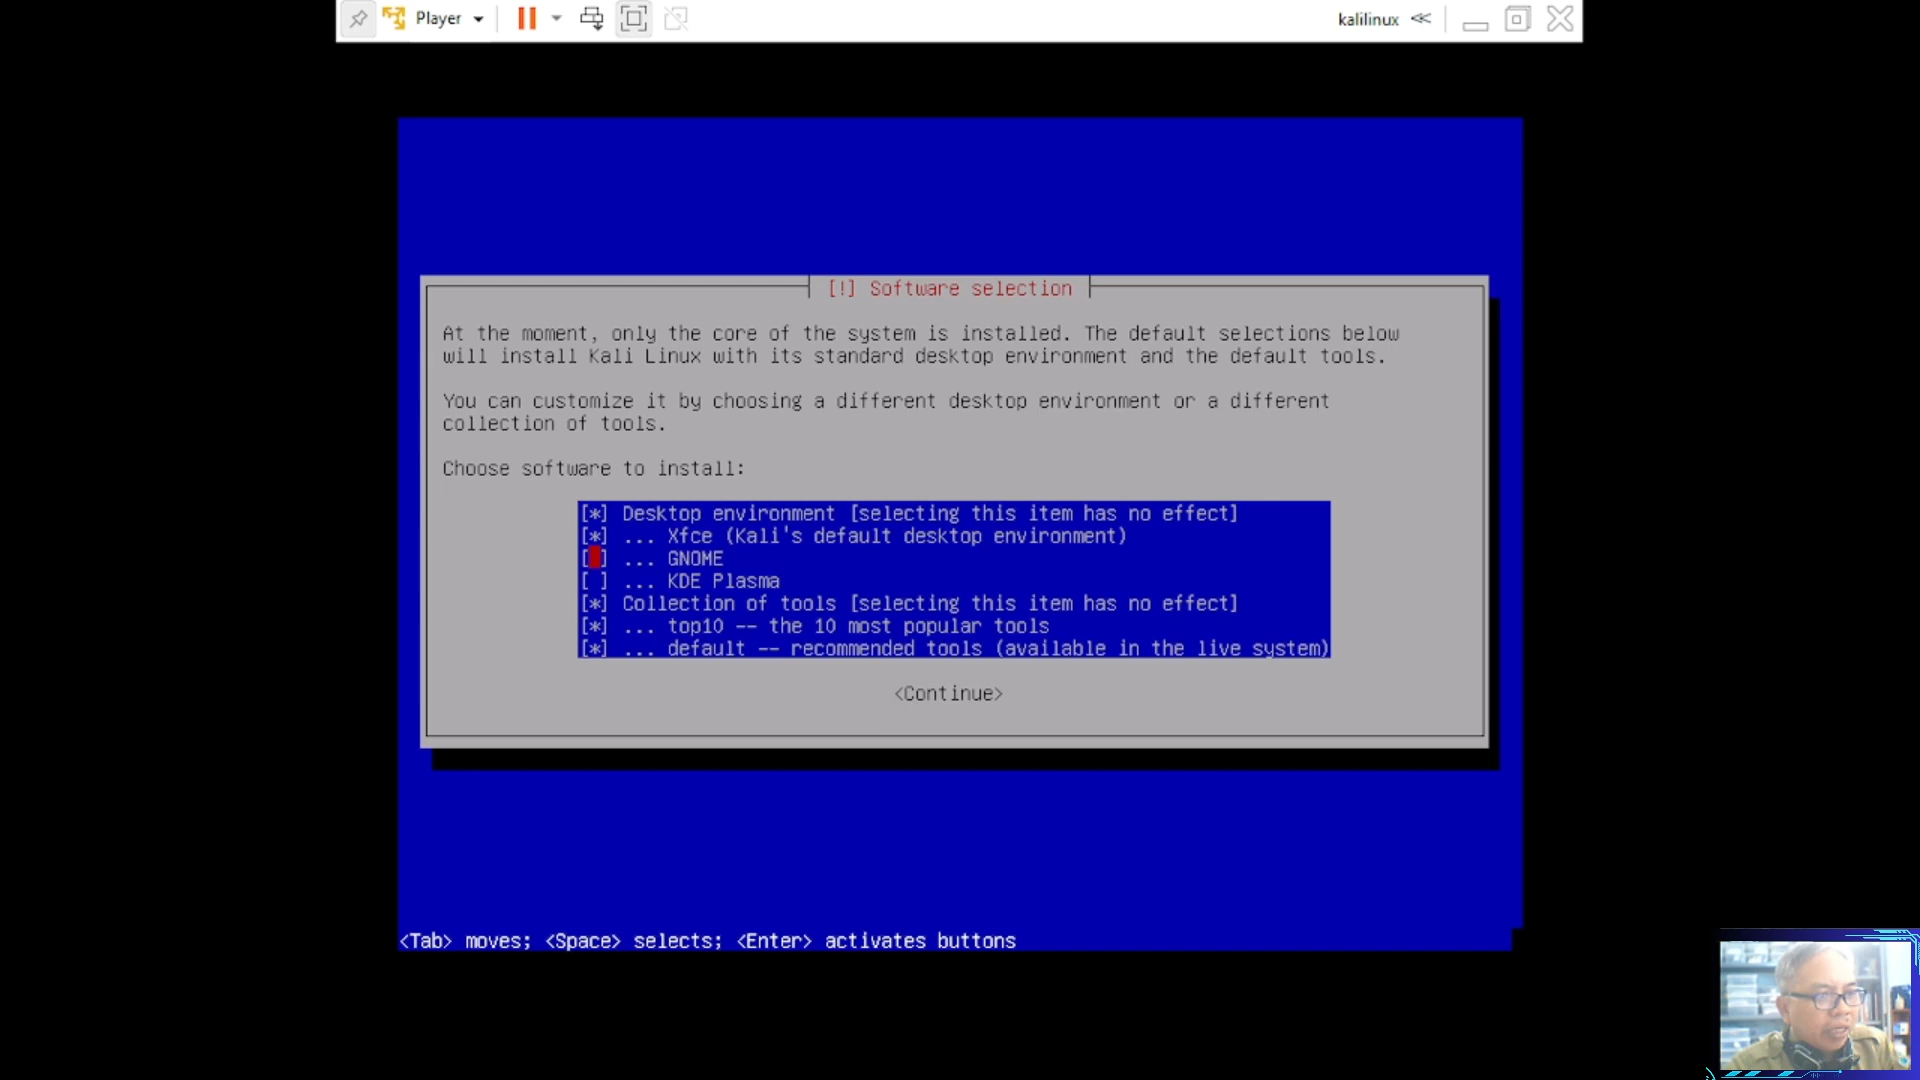 Player
kalilinux
[!] Software selection
At the moment, only the core of the system is installed. The default selections below
will install Kali Linux with its standard desktop environment and the default tools.
You can customize it by choosing a different desktop environment or a different
collection of tools.
Choose software to install:
[*] Desktop environment [selecting this item has no effect]
[*] ... Xfce (Kali's default desktop environment)
[ ] ... GNOME
[ ] ... KDE Plasma
[*] Collection of tools [selecting this item has no effect]
[*] ... top10 -- the 10 most popular tools
[*] ... default -- recommended tools (available in the live system)
<Continue>
<Tab> moves; <Space> selects; <Enter> activates buttons